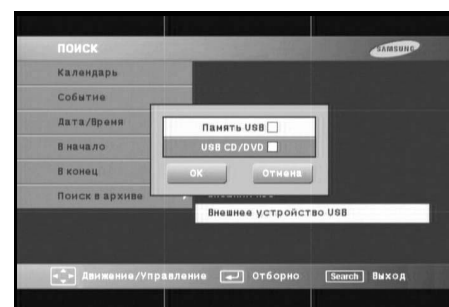 ПОИСК
SAMSUNG
Календарь
Событие
Дата/Время
В начало
В конец
Поиск в архиве
Память USB
USB CD/DVD
OK
Отмена
Внешнее устройство USB
Движение/Управление
Отборно
Search
Выход